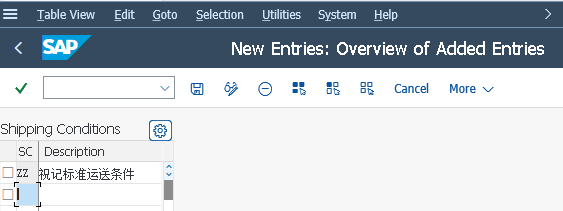 Table View Edit Goto Selection Utilities System Help
SAP New Entries: Overview of Added Entries
Cancel More
Shipping Conditions
SC Description
ZZ 祝记标准运送条件